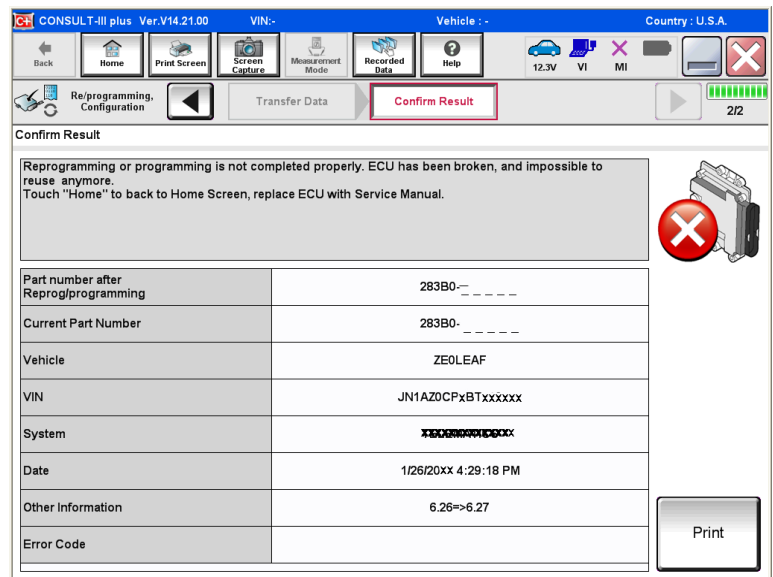 C+ CONSULT-III plus Ver.V14.21.00 VIN:- Vehicle : - Country : U.S.A.
Back Home Print Screen Screen Capture Measurement Mode Recorded Data Help 12.3V VI MI
Re/programming, Configuration Transfer Data Confirm Result 2/2
Confirm Result
Reprogramming or programming is not completed properly. ECU has been broken, and impossible to
reuse anymore.
Touch "Home" to back to Home Screen, replace ECU with Service Manual.
Part number after
Reprog/programming
283B0-_ _ _ _ _
Current Part Number 283B0- _ _ _ _ _
Vehicle ZE0LEAF
VIN JN1AZ0CPxBTxxxxxx
System
Date 1/26/20xx 4:29:18 PM
Other Information 6.26=>6.27
Error Code
Print